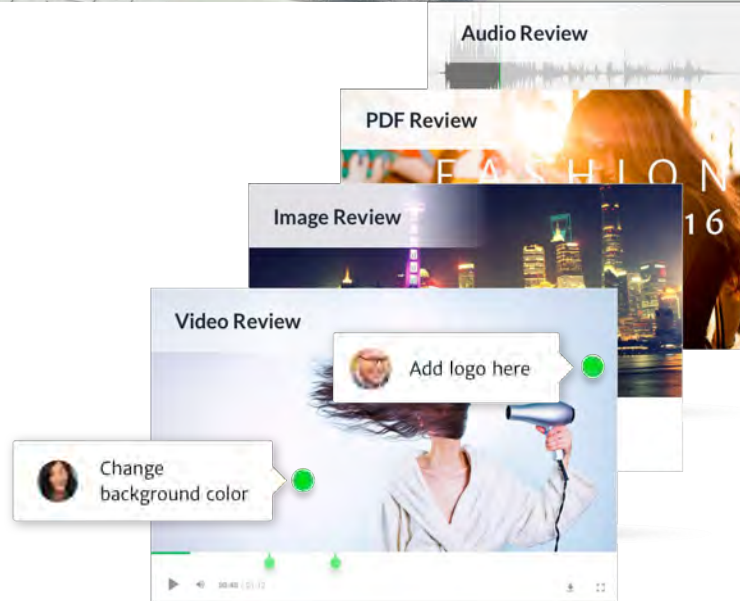 Audio Review
PDF Review
FASHION
16
Image Review
Video Review
Add logo here
Change
background color